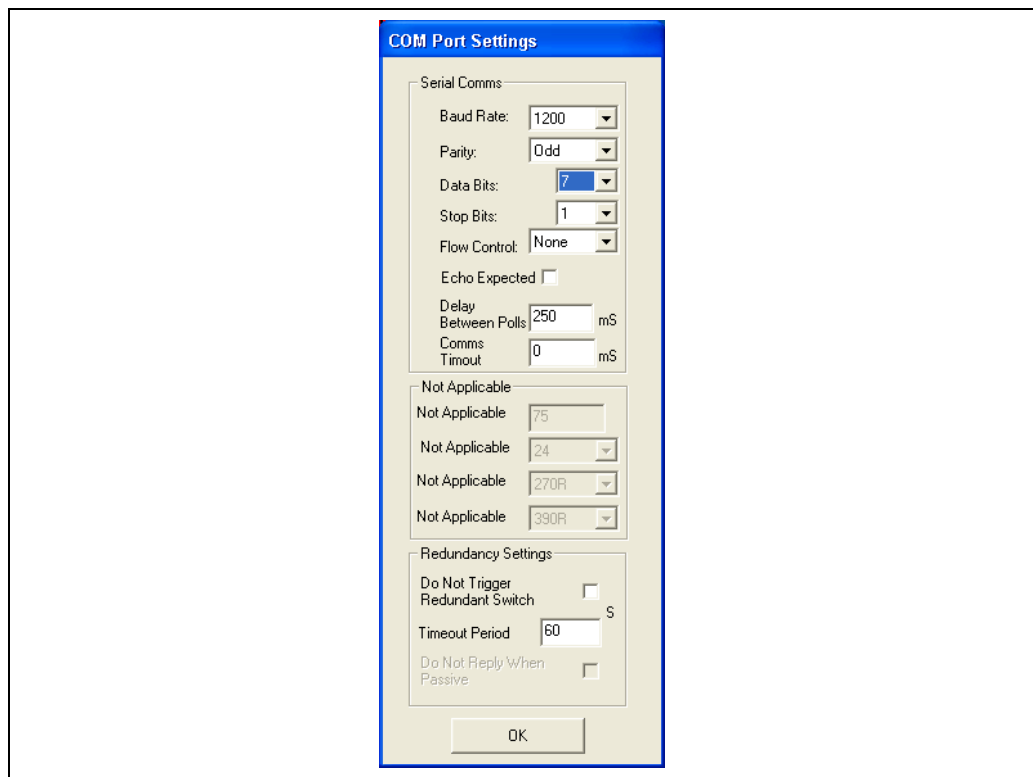 COM Port Settings
Serial Comms
Baud Rate: 1200
Parity: Odd
Data Bits: 7
Stop Bits: 1
Flow Control: None
Echo Expected
Delay
Between Polls 250 mS
Comms
Timout 0 mS
Not Applicable
Not Applicable 75
Not Applicable 24
Not Applicable 270R
Not Applicable 390R
Redundancy Settings
Do Not Trigger
Redundant Switch
S
Timeout Period 60
Do Not Reply When
Passive
OK